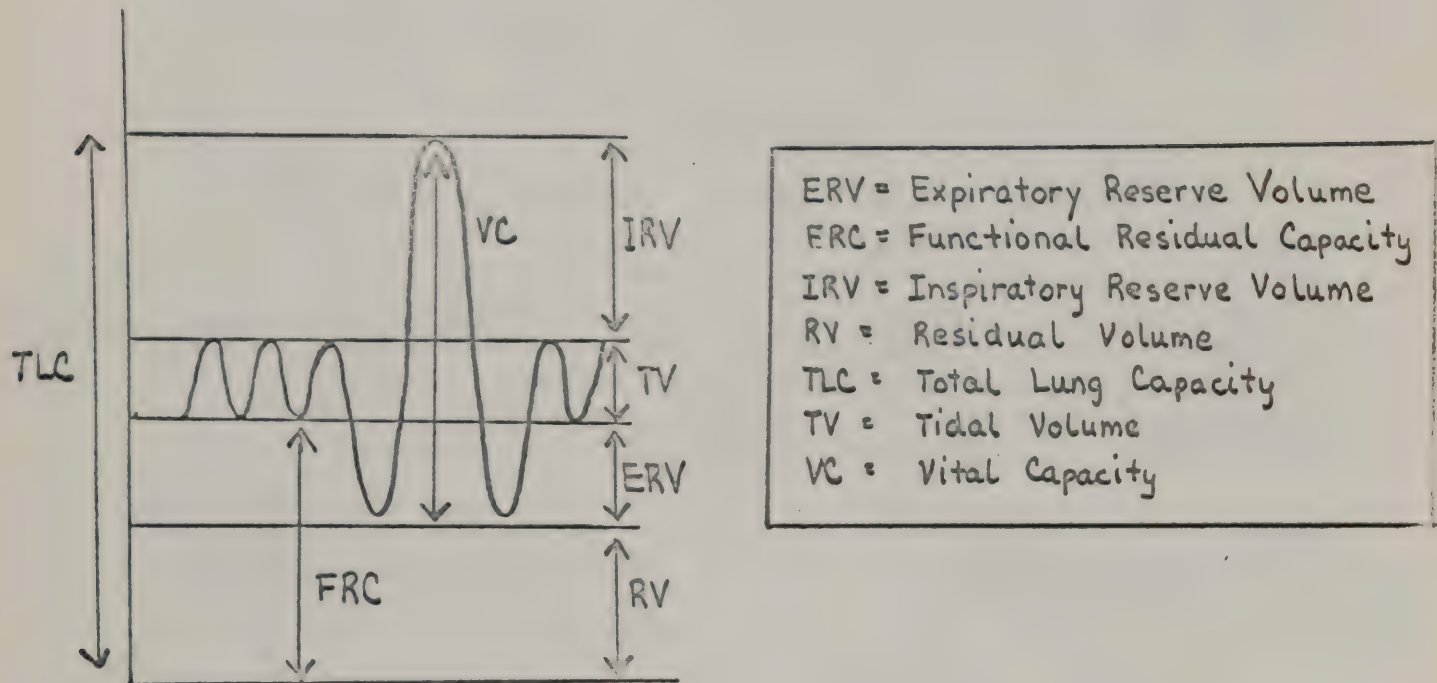 VC
IRV
TLC
TV
ERV
FRC
RV
ERV = Expiratory Reserve Volume
FRC = Functional Residual Capacity
IRV = Inspiratory Reserve Volume
RV = Residual Volume
TLC = Total Lung Capacity
TV = Tidal Volume
VC = Vital Capacity